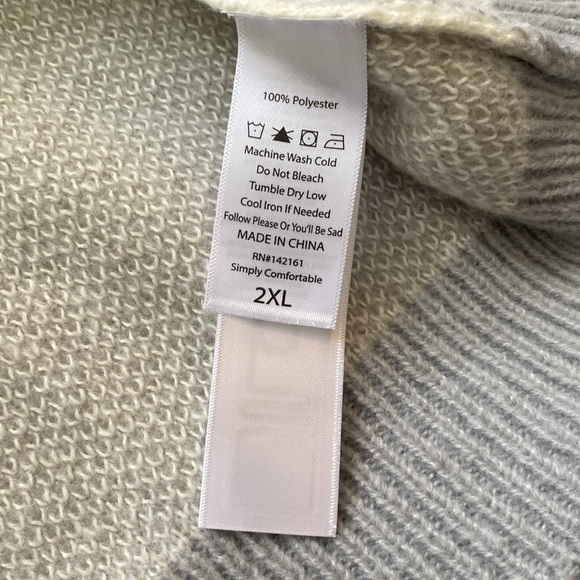 100% Polyester
Machine Wash Cold
Do Not Bleach
Tumble Dry Low
Cool Iron If Needed
Follow Please Or You'll Be Sad
MADE IN CHINA
RN#142161
Simply Comfortable
2XL